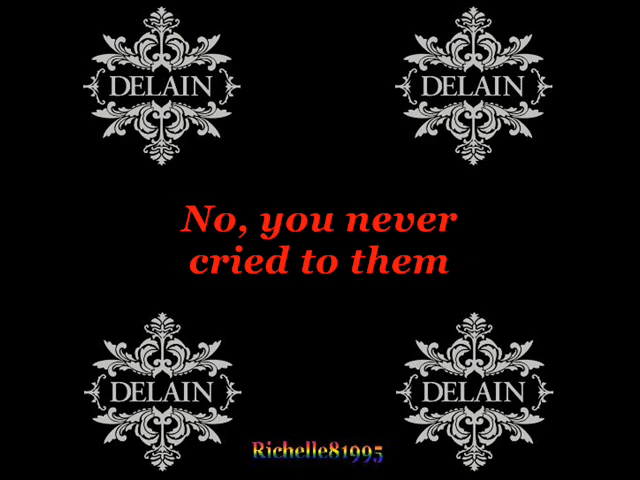 DELAIN DELAIN
No, you never
cried to them
DELAIN DELAIN
Richelle81995